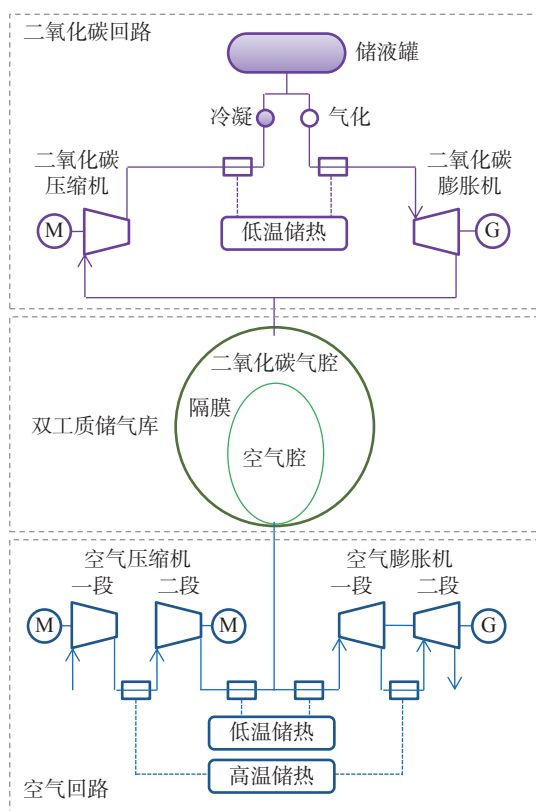 二氧化碳回路
储液罐
冷凝
气化
二氧化碳
压缩机
二氧化碳
膨胀机
M
低温储热
G
二氧化碳气腔
隔膜
双工质储气库
空气腔
空气压缩机
一段
二段
空气膨胀机
一段
二段
M
M
G
低温储热
高温储热
空气回路